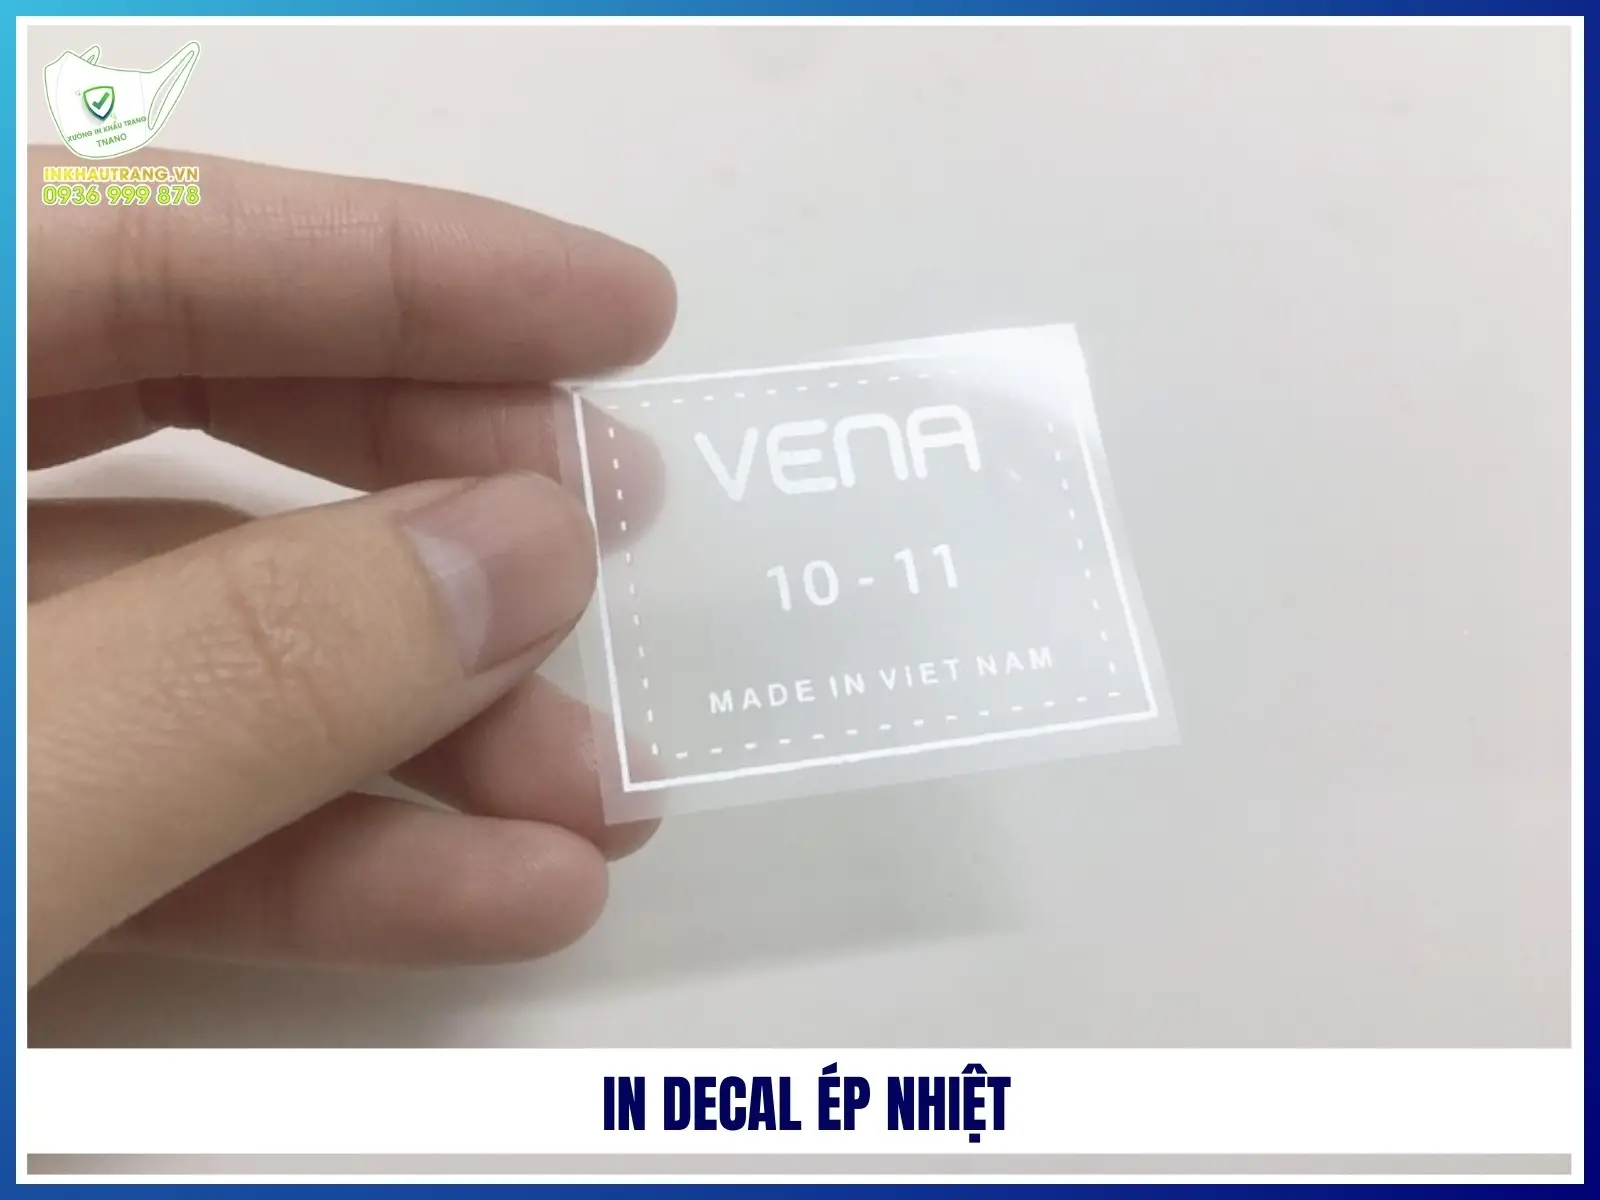 XƯỞNG IN KHẨU TRANG
TNANO
INKHAUTRANG.VN
0936 999 878
VENA
10 - 11
MADE IN VIET NAM
IN DECAL ÉP NHIỆT